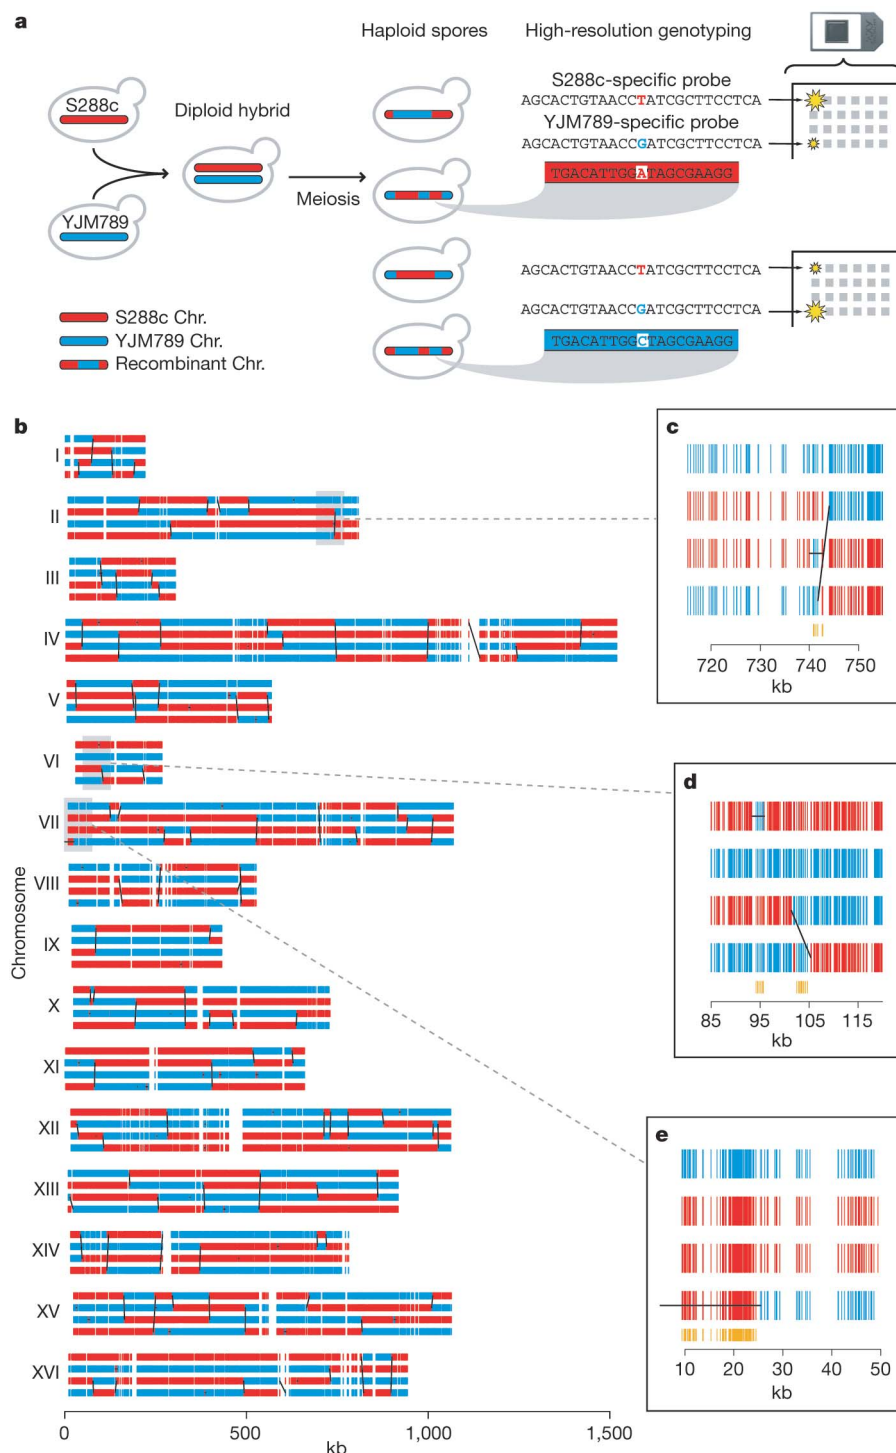 a
Haploid spores
High-resolution genotyping
S288c
Diploid hybrid
YJM789
Meiosis
S288c-specific probe
AGCACTGTAACCTATCGCTTCCTCA
YJM789-specific probe
AGCACTGTAACCGATCGCTTCCTCA
TGACATTGGATAGCGAAGG
AGCACTGTAACCTATCGCTTCCTCA
AGCACTGTAACCGATCGCTTCCTCA
TGACATTGGCTAGCGAAGG
S288c Chr.
YJM789 Chr.
Recombinant Chr.
b
Chromosome
I
II
III
IV
V
VI
VII
VIII
IX
X
XI
XII
XIII
XIV
XV
XVI
0 500 1,000 1,500
kb
c
720 730 740 750
kb
d
85 95 105 115
kb
e
10 20 30 40 50
kb